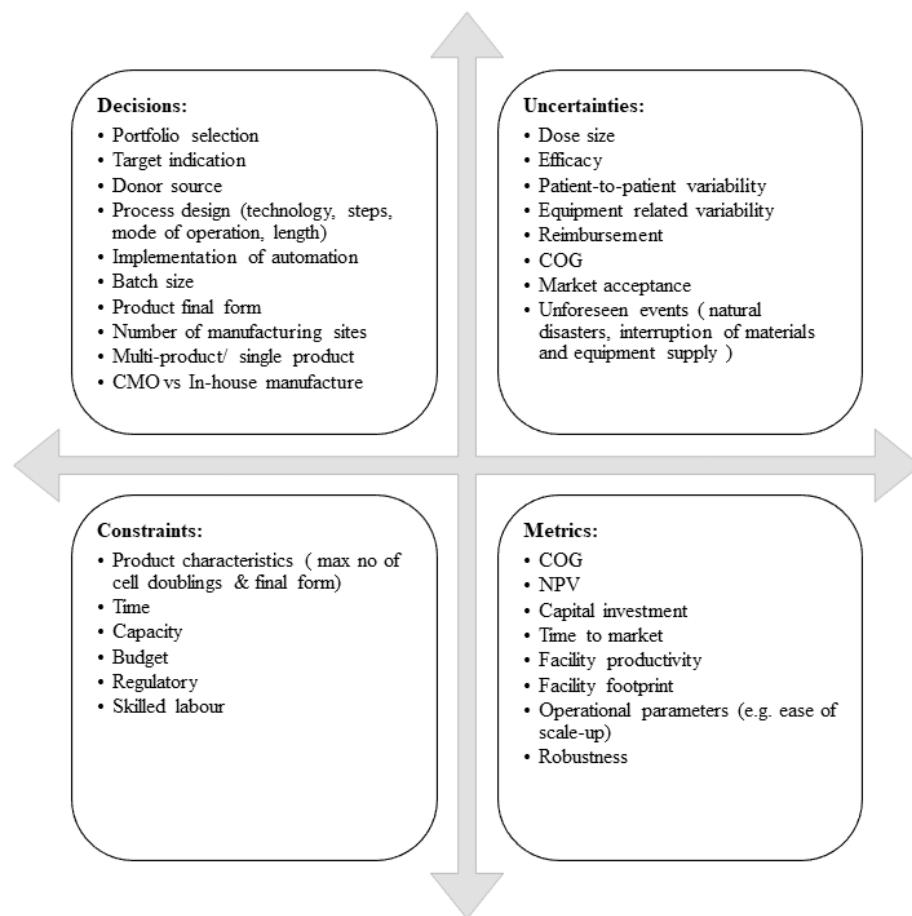 Decisions:
• Portfolio selection
• Target indication
• Donor source
• Process design (technology, steps,
mode of operation, length)
• Implementation of automation
• Batch size
• Product final form
• Number of manufacturing sites
• Multi-product/ single product
• CMO vs In-house manufacture
Uncertainties:
• Dose size
• Efficacy
• Patient-to-patient variability
• Equipment related variability
• Reimbursement
• COG
• Market acceptance
• Unforeseen events ( natural
disasters, interruption of materials
and equipment supply )
Constraints:
• Product characteristics ( max no of
cell doublings & final form)
• Time
• Capacity
• Budget
• Regulatory
• Skilled labour
Metrics:
• COG
• NPV
• Capital investment
• Time to market
• Facility productivity
• Facility footprint
• Operational parameters (e.g. ease of
scale-up)
• Robustness